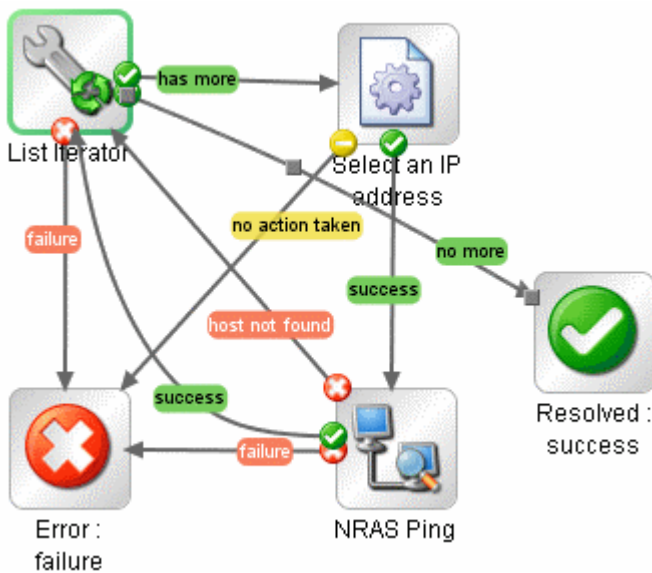 has more
List Iterator
Select an IP
address
failure
no action taken
no more
success
host not found
success
failure
Resolved :
success
Error :
failure
NRAS Ping